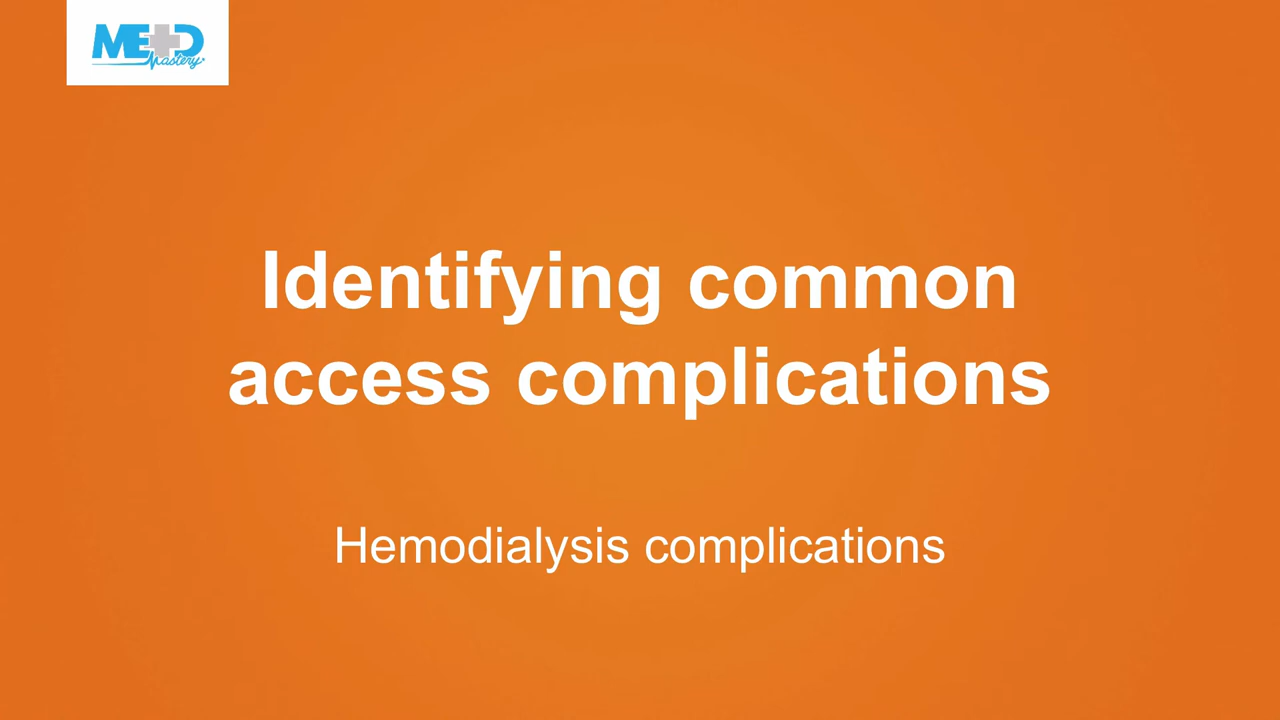 MED
Mastery
Identifying common
access complications
Hemodialysis complications